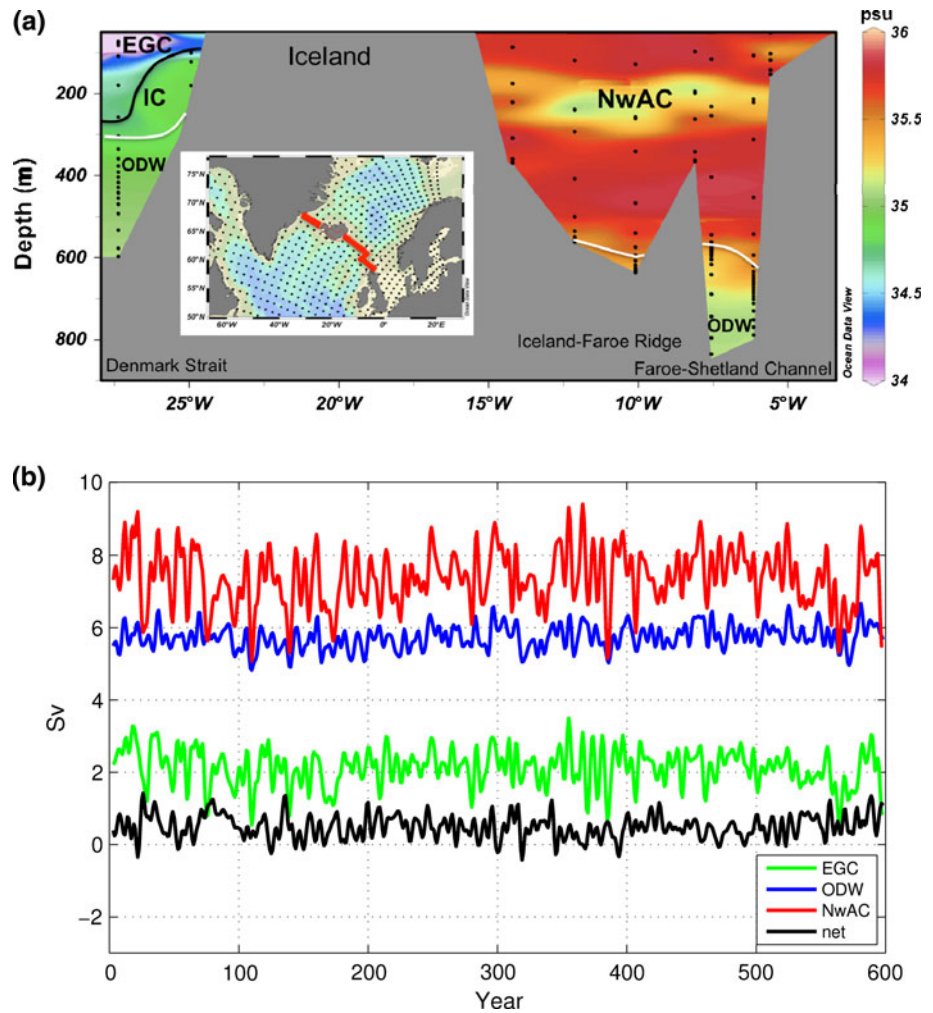 (a)
psu
EGC
IC
ODW
Iceland
NwAC
ODW
Iceland-Faroe Ridge
Denmark Strait
Faroe-Shetland Channel
Depth (m)
200
400
600
800
25°W
20°W
15°W
10°W
5°W
36
35.5
35
34.5
34
Ocean Data View
75°N
70°N
65°N
60°N
55°N
50°N
60°W
40°W
20°W
0°
20°E
Ocean Data View
(b)
Sv
10
8
6
4
2
0
−2
0
100
200
300
400
500
600
Year
EGC
ODW
NwAC
net